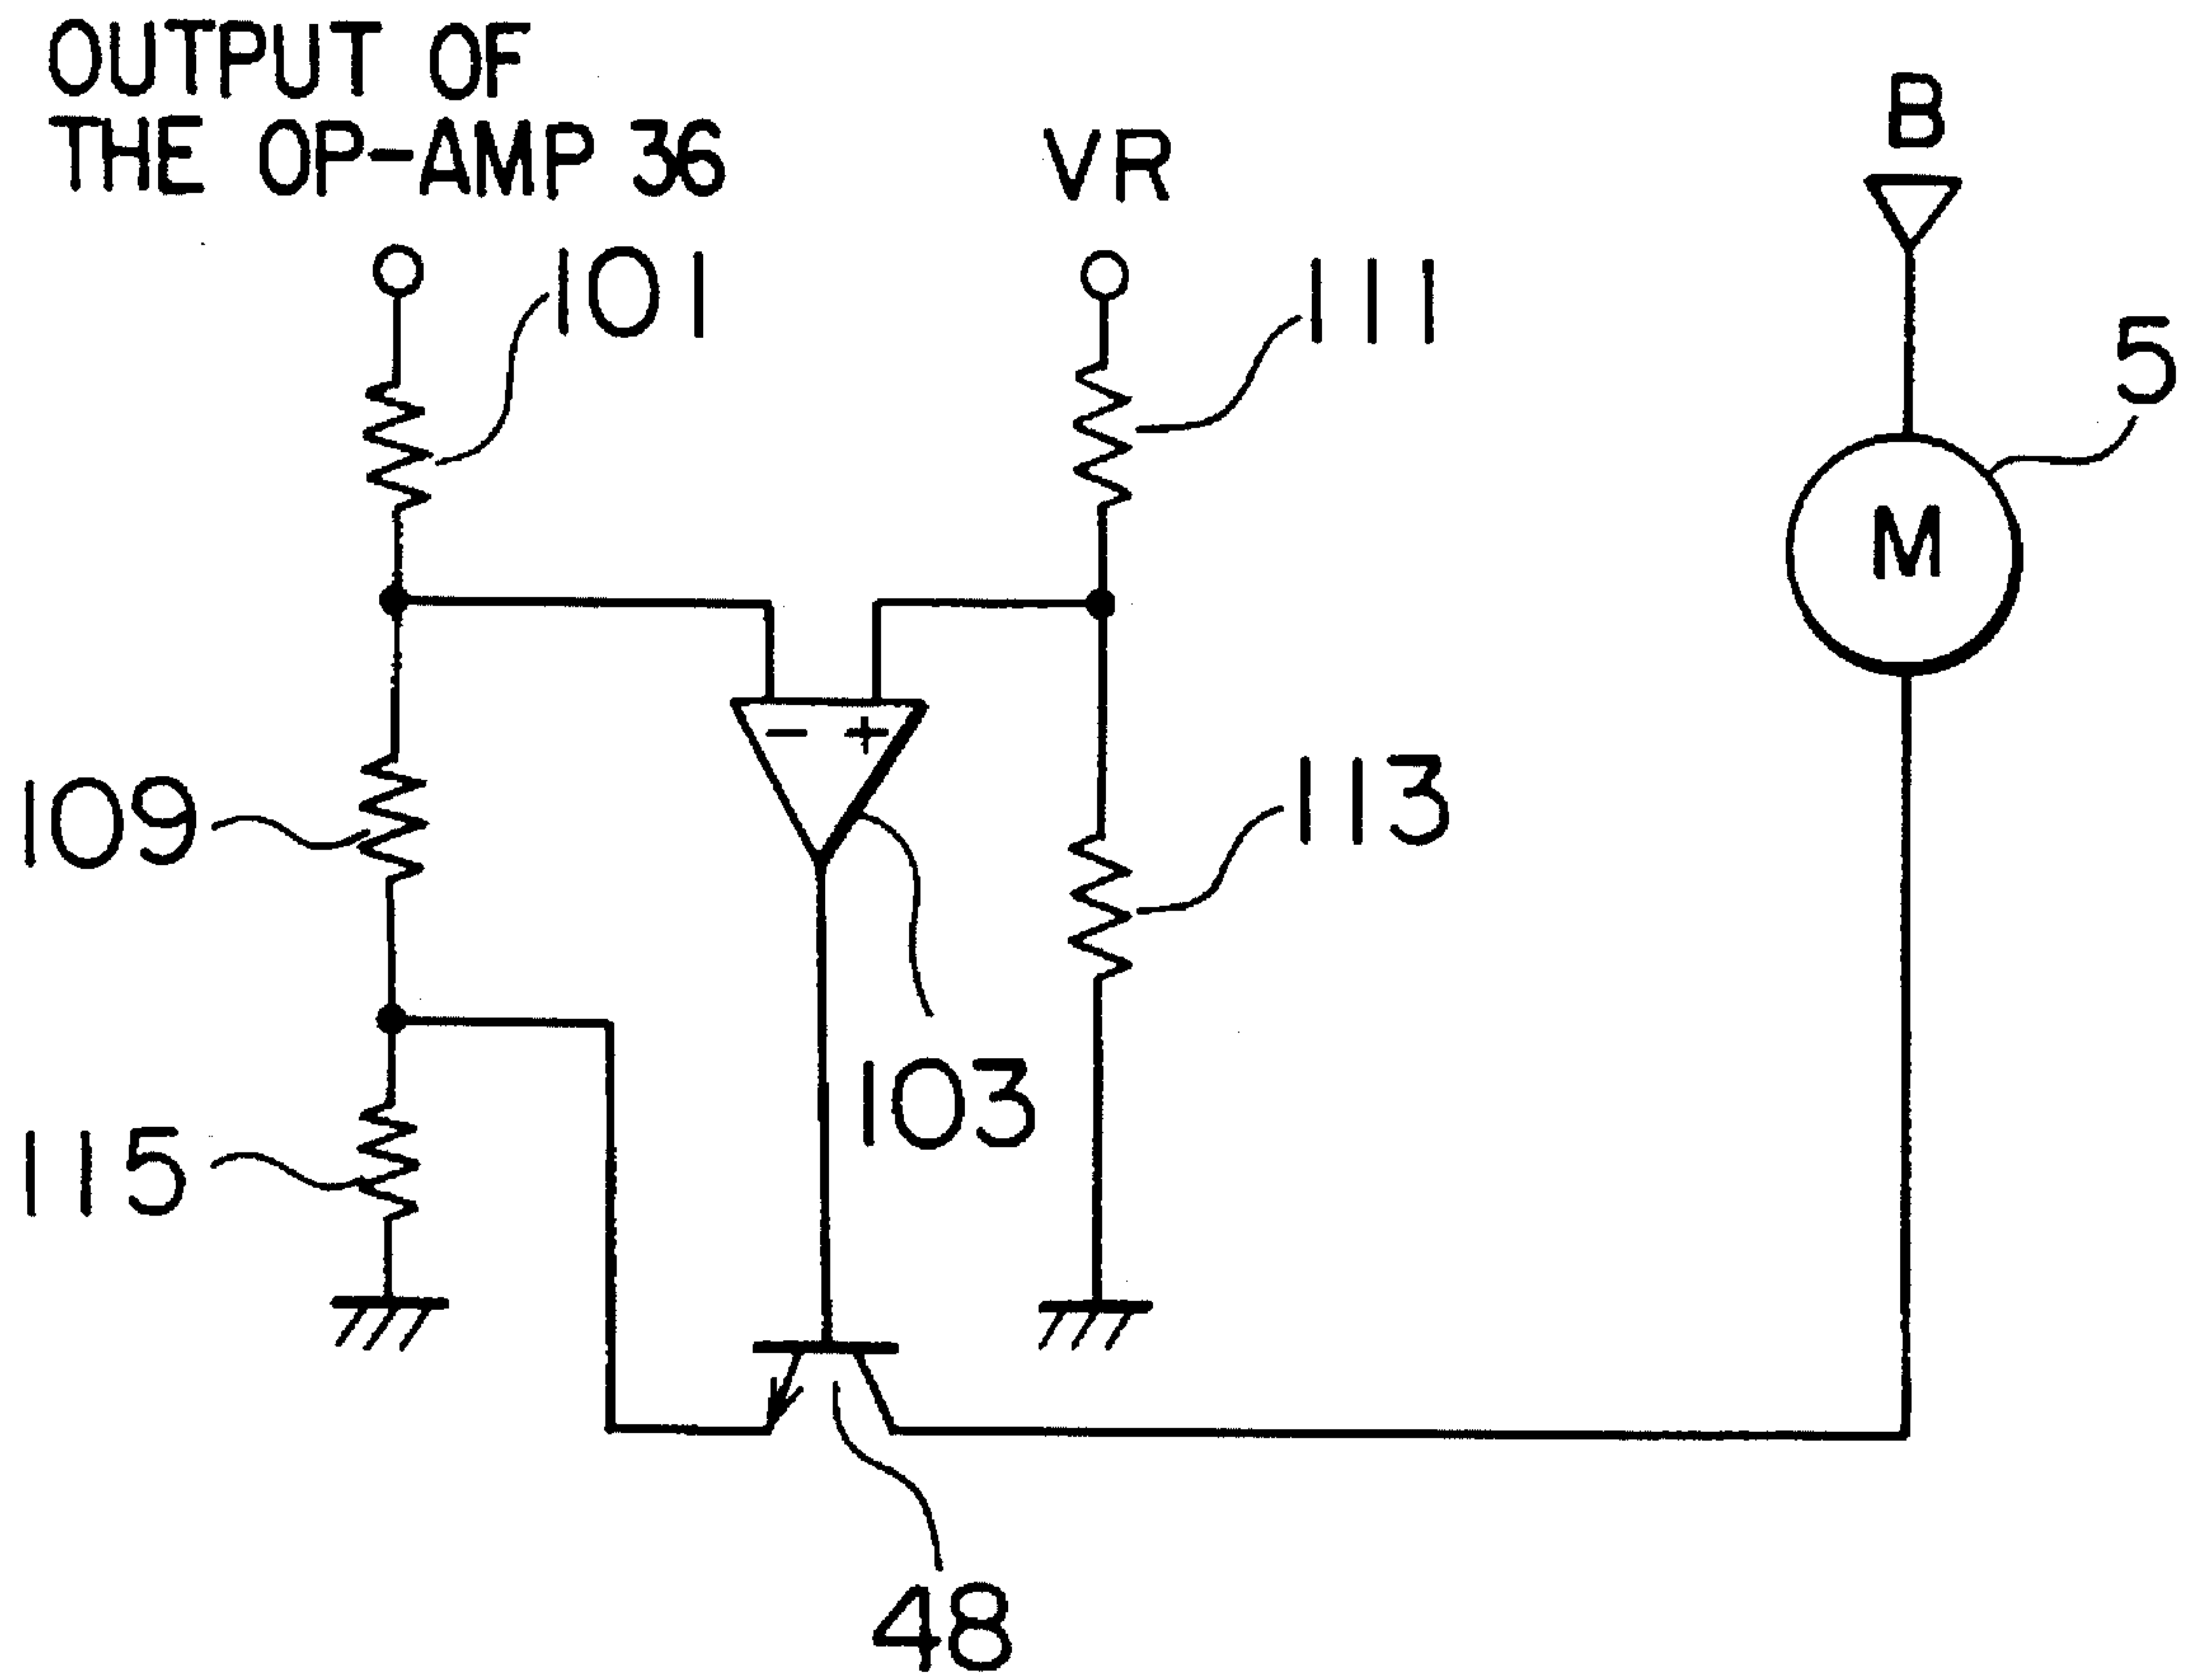 OUTPUT OF
THE OP-AMP 36
VR
B
101
111
5
M
- +
109
113
103
115
48